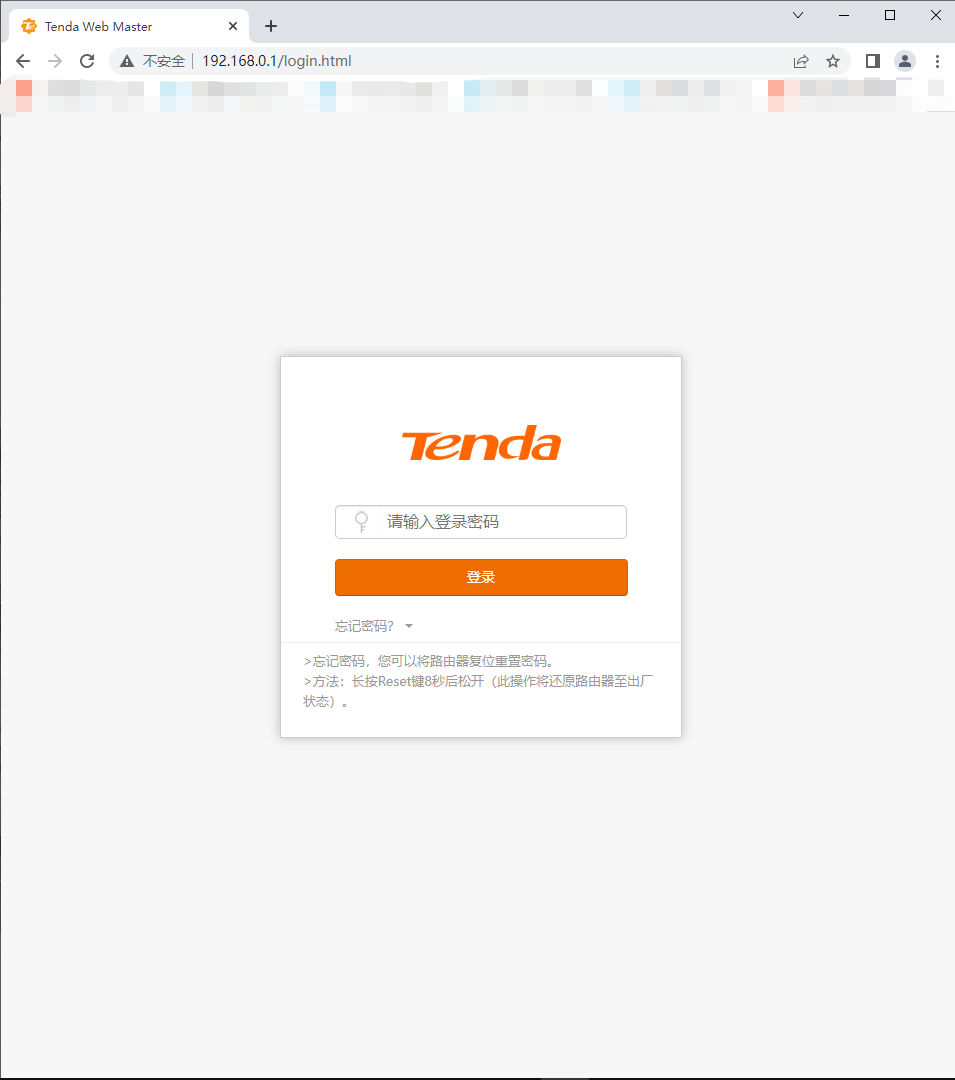 Tenda Web Master
不安全
192.168.0.1/login.html
Tenda
请输入登录密码
登录
忘记密码？
>忘记密码，您可以将路由器复位重置密码。
>方法：长按Reset键8秒后松开（此操作将还原路由器至出厂
状态）。